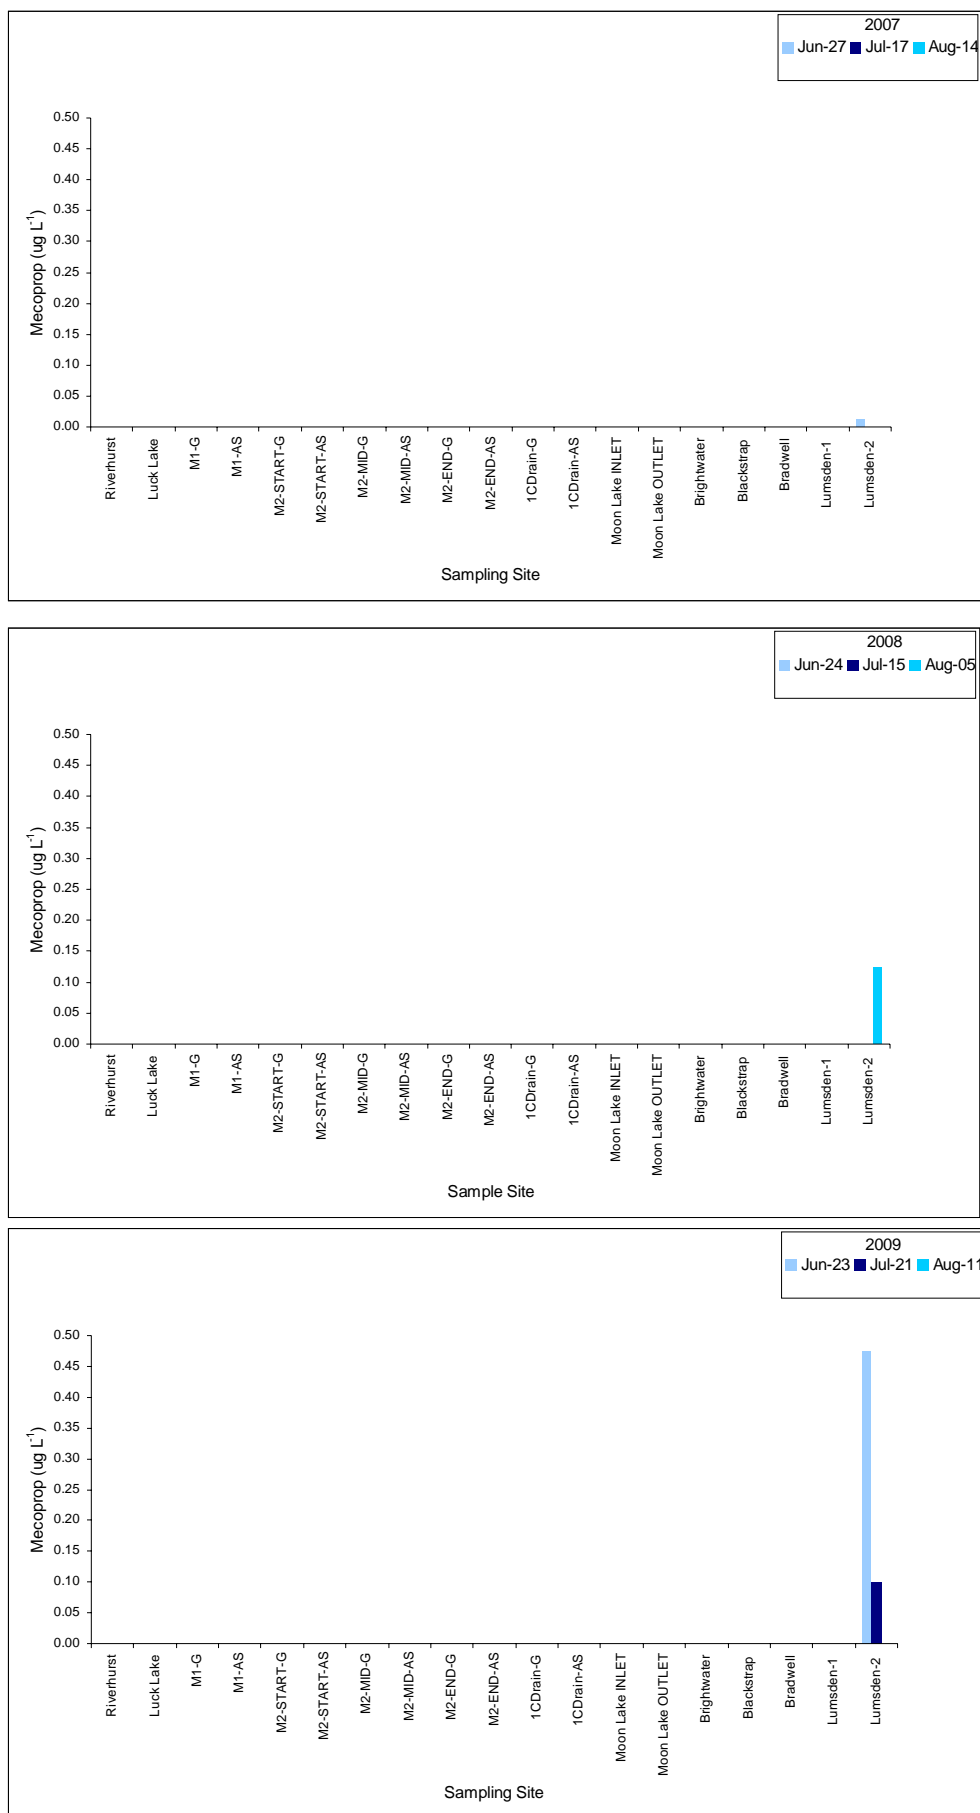 2007
Jun-27 Jul-17 Aug-14
0.50
0.45
0.40
0.35
0.30
0.25
0.20
0.15
0.10
0.05
0.00
Mecoprop (ug L-1)
Riverhurst
Luck Lake
M1-G
M1-AS
M2-START-G
M2-START-AS
M2-MID-G
M2-MID-AS
M2-END-G
M2-END-AS
1CDrain-G
1CDrain-AS
Moon Lake INLET
Moon Lake OUTLET
Brightwater
Blackstrap
Bradwell
Lumsden-1
Lumsden-2
Sampling Site
2008
Jun-24 Jul-15 Aug-05
0.50
0.45
0.40
0.35
0.30
0.25
0.20
0.15
0.10
0.05
0.00
Mecoprop (ug L-1)
Riverhurst
Luck Lake
M1-G
M1-AS
M2-START-G
M2-START-AS
M2-MID-G
M2-MID-AS
M2-END-G
M2-END-AS
1CDrain-G
1CDrain-AS
Moon Lake INLET
Moon Lake OUTLET
Brightwater
Blackstrap
Bradwell
Lumsden-1
Lumsden-2
Sample Site
2009
Jun-23 Jul-21 Aug-11
0.50
0.45
0.40
0.35
0.30
0.25
0.20
0.15
0.10
0.05
0.00
Mecoprop (ug L-1)
Riverhurst
Luck Lake
M1-G
M1-AS
M2-START-G
M2-START-AS
M2-MID-G
M2-MID-AS
M2-END-G
M2-END-AS
1CDrain-G
1CDrain-AS
Moon Lake INLET
Moon Lake OUTLET
Brightwater
Blackstrap
Bradwell
Lumsden-1
Lumsden-2
Sampling Site